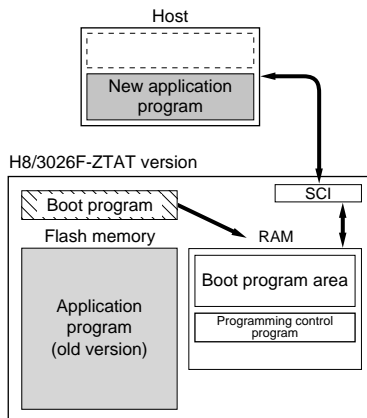 Host
New application
program
H8/3026F-ZTAT version
SCI
Boot program
Flash memory
RAM
Application
program
(old version)
Boot program area
Programming control
program